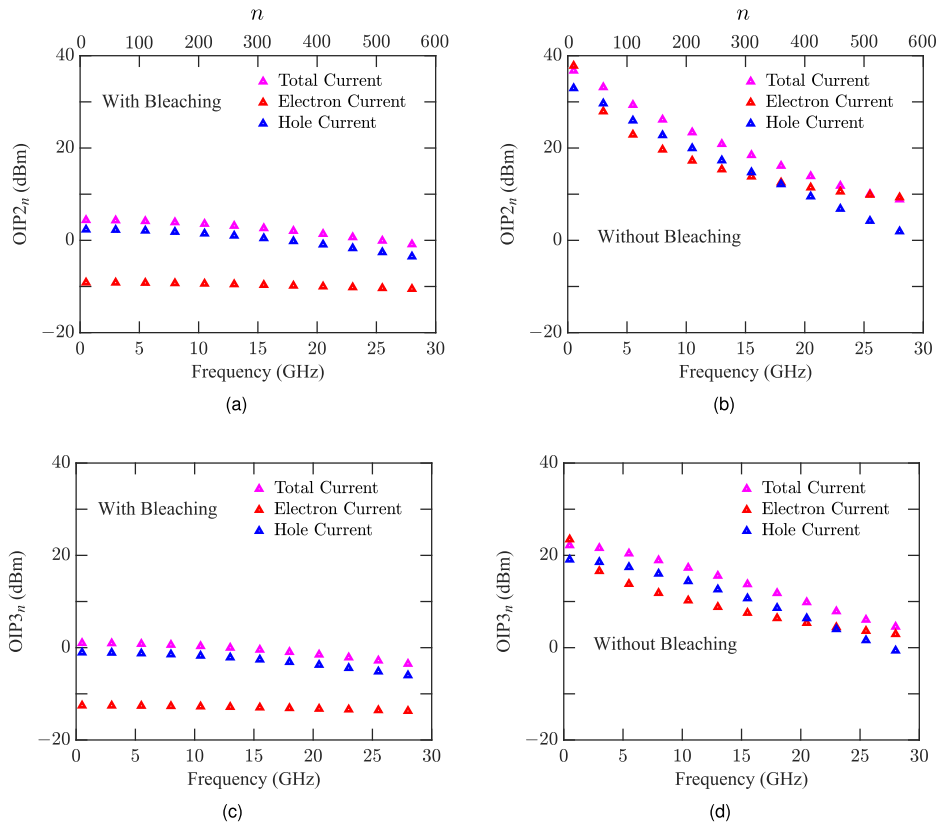 n
0 100 200 300 400 500 600
40
20
0
−20
OIP2n (dBm)
With Bleaching
Total Current
Electron Current
Hole Current
0 5 10 15 20 25 30
Frequency (GHz)
(a)
n
0 100 200 300 400 500 600
40
20
0
−20
OIP2n (dBm)
Total Current
Electron Current
Hole Current
Without Bleaching
0 5 10 15 20 25 30
Frequency (GHz)
(b)
40
20
0
−20
OIP3n (dBm)
With Bleaching
Total Current
Electron Current
Hole Current
0 5 10 15 20 25 30
Frequency (GHz)
(c)
40
20
0
−20
OIP3n (dBm)
Total Current
Electron Current
Hole Current
Without Bleaching
0 5 10 15 20 25 30
Frequency (GHz)
(d)